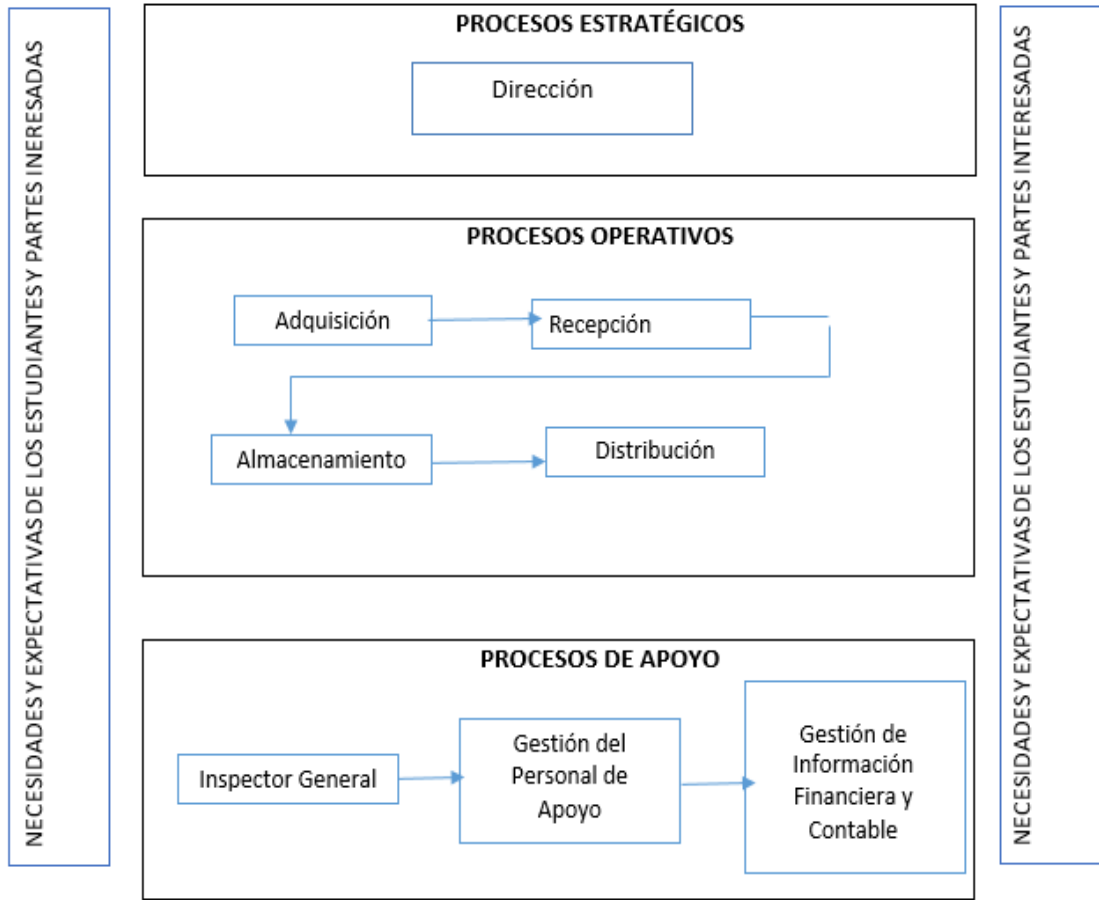 NECESIDADES Y EXPECTATIVAS DE LOS ESTUDIANTES Y PARTES INERESADAS
PROCESOS ESTRATÉGICOS
Dirección
PROCESOS OPERATIVOS
Adquisición
Recepción
Almacenamiento
Distribución
PROCESOS DE APOYO
Inspector General
Gestión del
Personal de
Apoyo
Gestión de
Información
Financiera y
Contable
NECESIDADES Y EXPECTATIVAS DE LOS ESTUDIANTES Y PARTES INTERESADAS